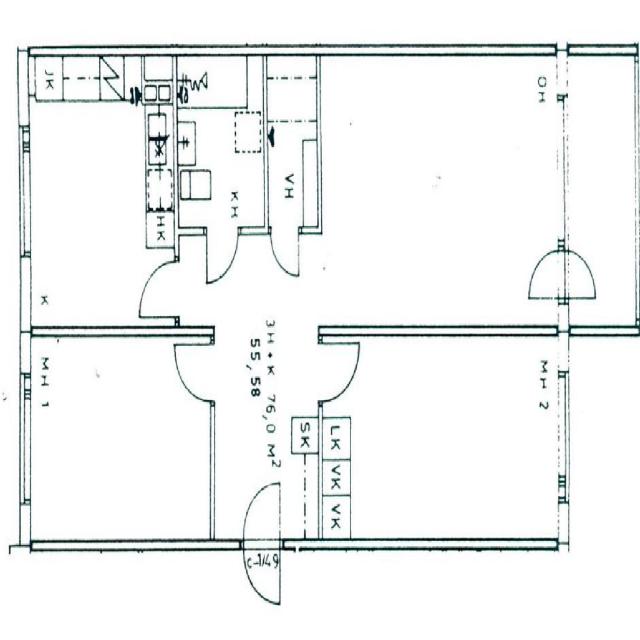 JK
OH
HK
KH
VH
K
3H+K 76,0 M²
55,58
MH 1
MH 2
SK
LK
VK
VK
C-1/49